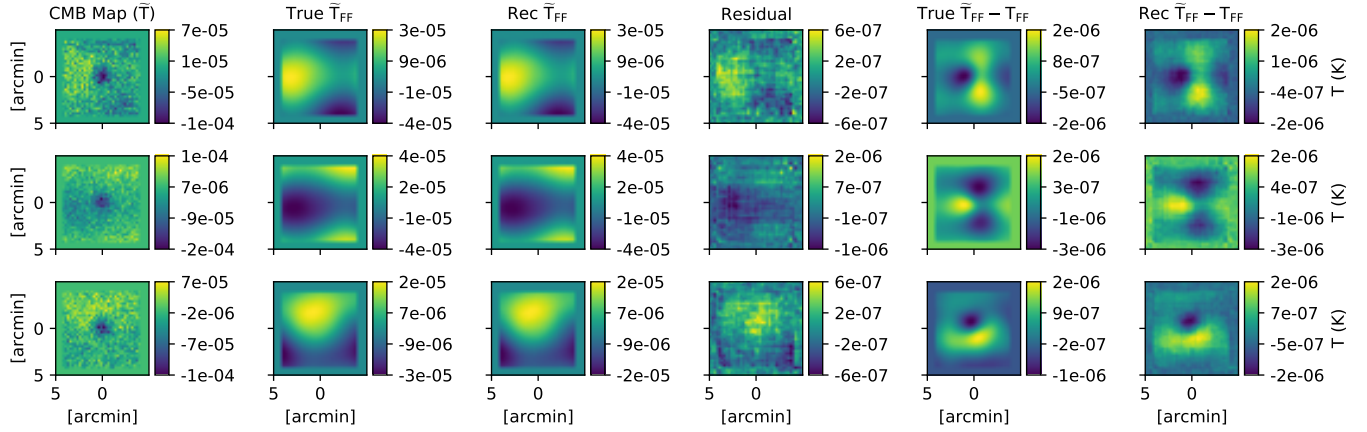 CMB Map (T̃) True T̃_FF Rec T̃_FF Residual True T̃_FF − T_FF Rec T̃_FF − T_FF
[arcmin] 0 5 7e-05 1e-05 -5e-05 -1e-04 3e-05 9e-06 -1e-05 -4e-05 3e-05 9e-06 -1e-05 -4e-05 6e-07 2e-07 -2e-07 -6e-07 2e-06 8e-07 -5e-07 -2e-06 2e-06 1e-06 -4e-07 -2e-06 T (K)
[arcmin] 0 5 1e-04 7e-06 -9e-05 -2e-04 4e-05 2e-05 -1e-05 -4e-05 4e-05 2e-05 -1e-05 -4e-05 2e-06 7e-07 -3e-07 -1e-06 2e-06 3e-07 -1e-06 -3e-06 2e-06 4e-07 -1e-06 -3e-06 T (K)
[arcmin] 0 5 7e-05 -2e-06 -7e-05 -1e-04 2e-05 7e-06 -9e-06 -3e-05 2e-05 7e-06 -9e-06 -2e-05 6e-07 2e-07 -2e-07 -6e-07 2e-06 9e-07 -2e-07 -1e-06 2e-06 7e-07 -5e-07 -2e-06 T (K)
5 0 5 0 5 0 5 0 5 0 5 0
[arcmin] [arcmin] [arcmin] [arcmin] [arcmin] [arcmin]